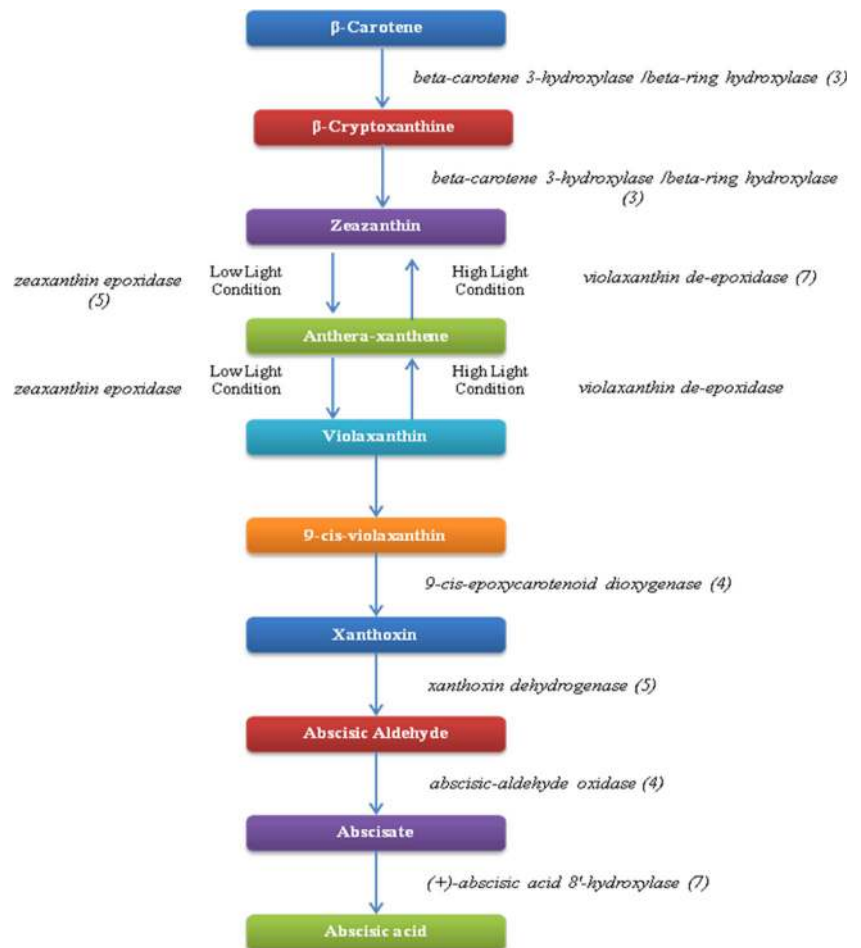 β-Carotene
beta-carotene 3-hydroxylase /beta-ring hydroxylase (3)
β-Cryptoxanthine
beta-carotene 3-hydroxylase /beta-ring hydroxylase
(3)
Zeazanthin
zeaxanthin epoxidase
(5)
Low Light
Condition
High Light
Condition
violaxanthin de-epoxidase (7)
Anthera-xanthene
zeaxanthin epoxidase
Low Light
Condition
High Light
Condition
violaxanthin de-epoxidase
Violaxanthin
9-cis-violaxanthin
9-cis-epoxycarotenoid dioxygenase (4)
Xanthoxin
xanthoxin dehydrogenase (5)
Abscisic Aldehyde
abscisic-aldehyde oxidase (4)
Abscisate
(+)-abscisic acid 8'-hydroxylase (7)
Abscisic acid